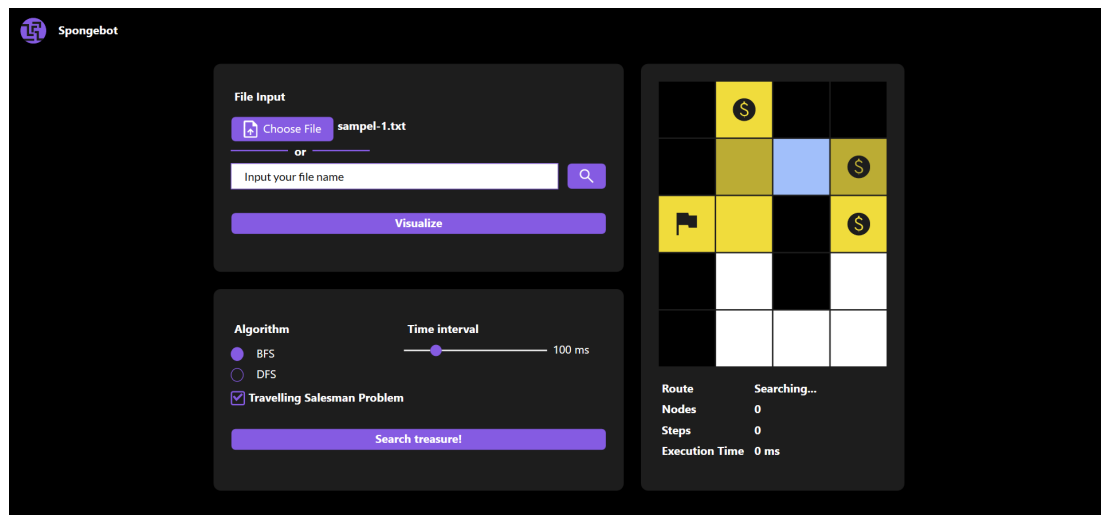 Spongebot
File Input
Choose File sampel-1.txt
or
Input your file name
Visualize
Algorithm
BFS
DFS
Travelling Salesman Problem
Time interval
100 ms
Search treasure!
$
$
$
Route Searching...
Nodes 0
Steps 0
Execution Time 0 ms